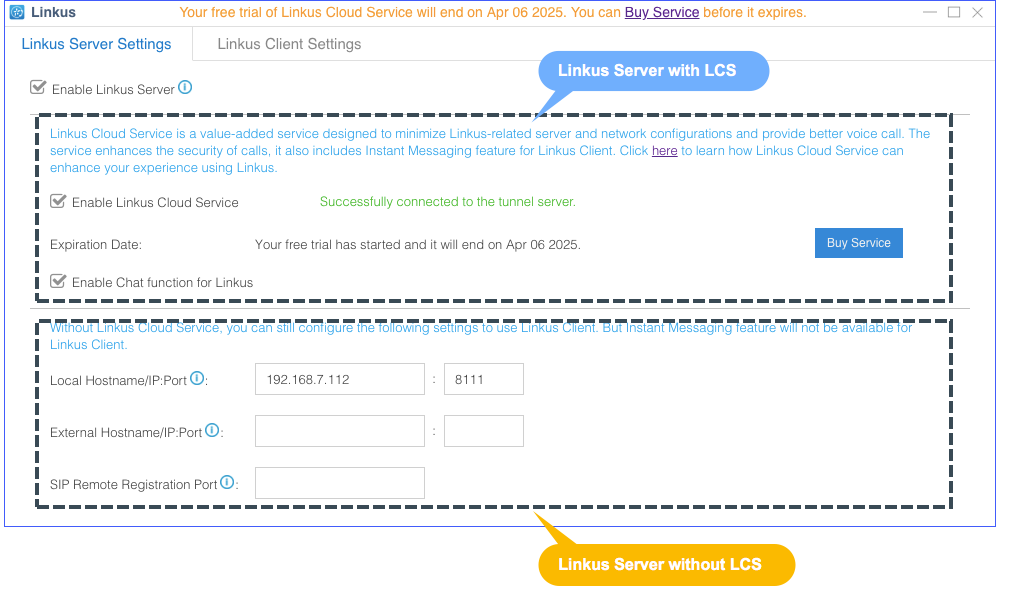 Linkus
Your free trial of Linkus Cloud Service will end on Apr 06 2025. You can Buy Service before it expires.
Linkus Server Settings
Linkus Client Settings
Linkus Server with LCS
Enable Linkus Server
Linkus Cloud Service is a value-added service designed to minimize Linkus-related server and network configurations and provide better voice call. The
service enhances the security of calls, it also includes Instant Messaging feature for Linkus Client. Click here to learn how Linkus Cloud Service can
enhance your experience using Linkus.
Enable Linkus Cloud Service
Successfully connected to the tunnel server.
Expiration Date:
Your free trial has started and it will end on Apr 06 2025.
Buy Service
Enable Chat function for Linkus
Without Linkus Cloud Service, you can still configure the following settings to use Linkus Client. But Instant Messaging feature will not be available for
Linkus Client.
Local Hostname/IP:Port : 192.168.7.112 : 8111
External Hostname/IP:Port : :
SIP Remote Registration Port :
Linkus Server without LCS